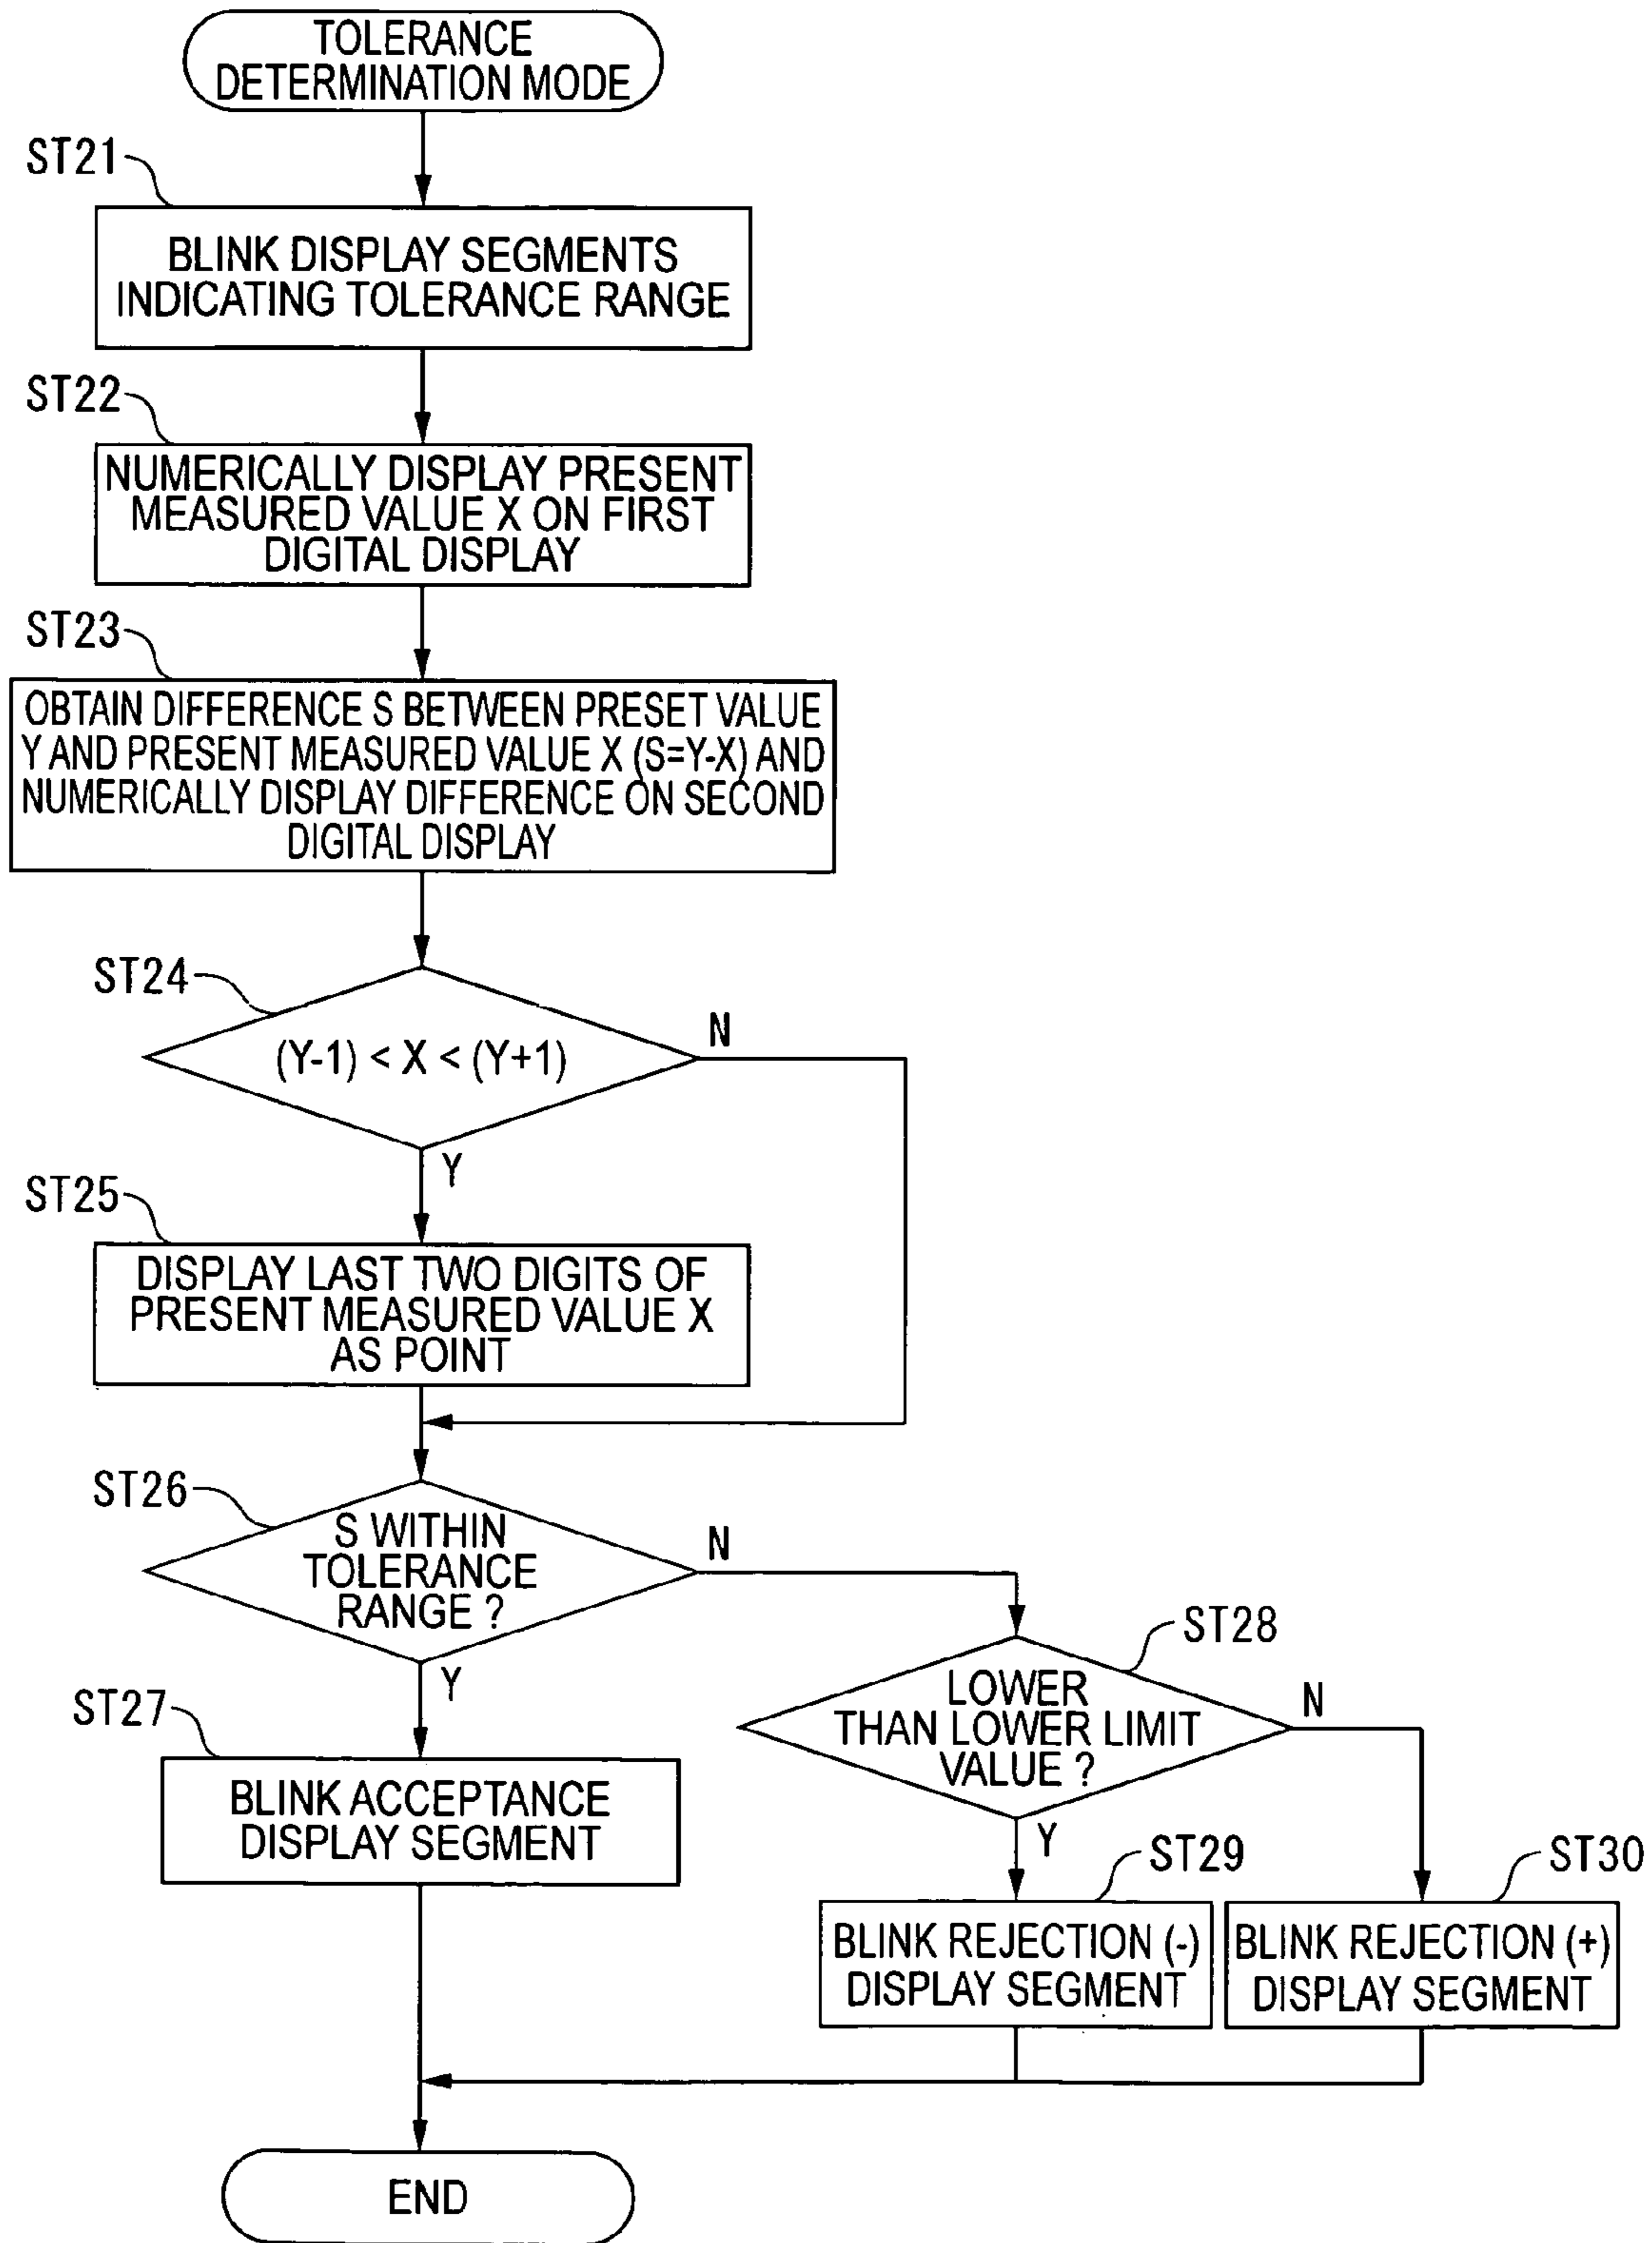 TOLERANCE
DETERMINATION MODE
ST21
BLINK DISPLAY SEGMENTS
INDICATING TOLERANCE RANGE
ST22
NUMERICALLY DISPLAY PRESENT
MEASURED VALUE X ON FIRST
DIGITAL DISPLAY
ST23
OBTAIN DIFFERENCE S BETWEEN PRESET VALUE
Y AND PRESENT MEASURED VALUE X (S=Y-X) AND
NUMERICALLY DISPLAY DIFFERENCE ON SECOND
DIGITAL DISPLAY
ST24
N
(Y-1) < X < (Y+1)
Y
ST25
DISPLAY LAST TWO DIGITS OF
PRESENT MEASURED VALUE X
AS POINT
ST26
N
S WITHIN
TOLERANCE
RANGE ?
Y
ST28
LOWER
THAN LOWER LIMIT
VALUE ?
N
Y
ST27
BLINK ACCEPTANCE
DISPLAY SEGMENT
ST29
BLINK REJECTION (-)
DISPLAY SEGMENT
ST30
BLINK REJECTION (+)
DISPLAY SEGMENT
END